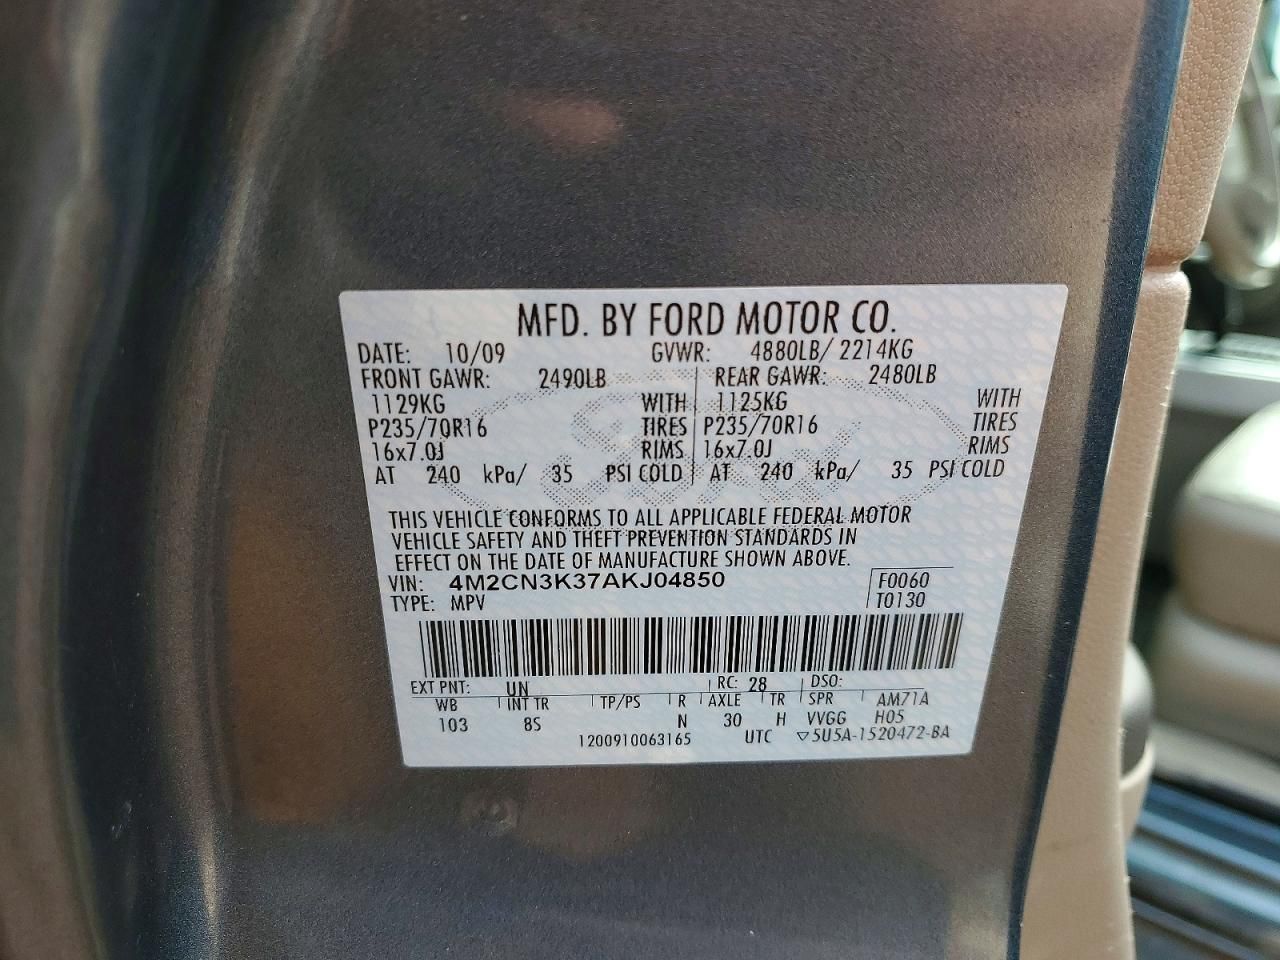 MFD. BY FORD MOTOR CO.
DATE: 10/09 GVWR: 4880LB/ 2214KG
FRONT GAWR: 2490LB REAR GAWR: 2480LB
1129KG WITH 1125KG WITH
P235/70R16 TIRES P235/70R16 TIRES
16x7.0J RIMS 16x7.0J RIMS
AT 240 kPa/ 35 PSI COLD AT 240 kPa/ 35 PSI COLD
THIS VEHICLE CONFORMS TO ALL APPLICABLE FEDERAL MOTOR
VEHICLE SAFETY AND THEFT PREVENTION STANDARDS IN
EFFECT ON THE DATE OF MANUFACTURE SHOWN ABOVE.
VIN: 4M2CN3K37AKJ04850 F0060
TYPE: MPV T0130
EXT PNT: UN RC: 28 DSO:
WB INT TR TP/PS R AXLE TR SPR AM71A
103 8S N 30 H VVGG H05
1200910063165 UTC ▽5U5A-1520472-BA